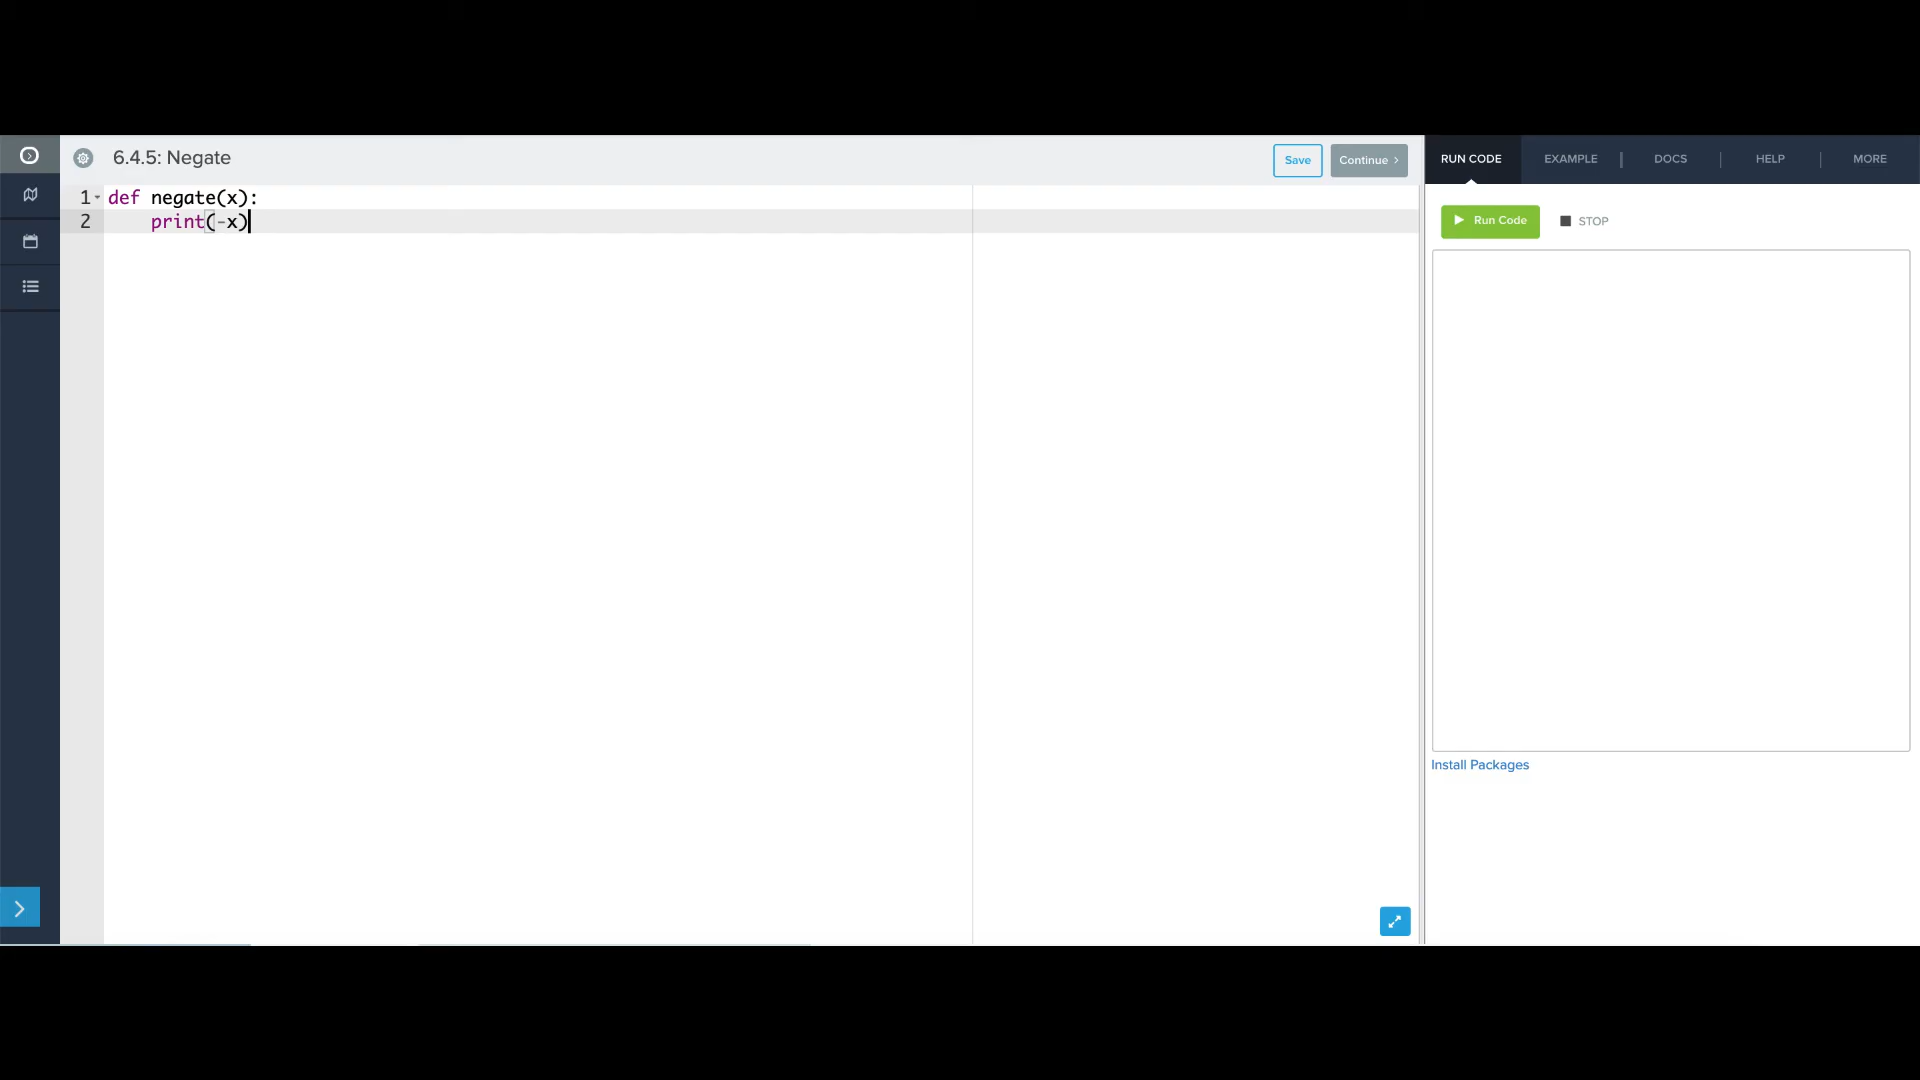 6.4.5: Negate
Save
Continue
RUN CODE
EXAMPLE
DOCS
HELP
MORE
1 def negate(x):
2     print(-x)
Run Code
STOP
Install Packages